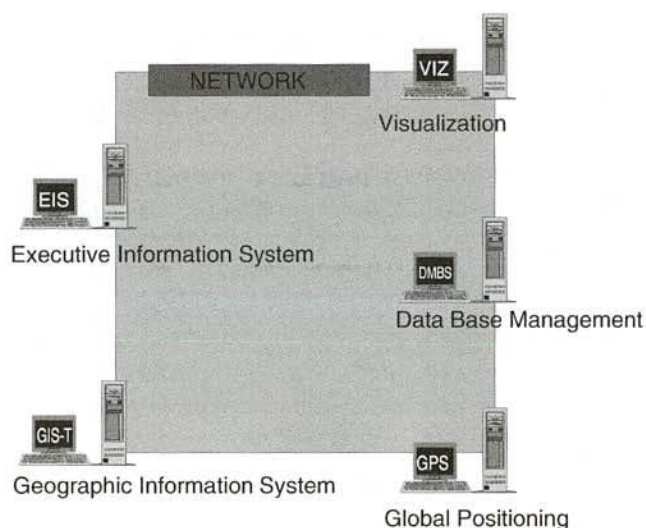 NETWORK
VIZ
Visualization
EIS
Executive Information System
DMBS
Data Base Management
GIS-T
Geographic Information System
GPS
Global Positioning